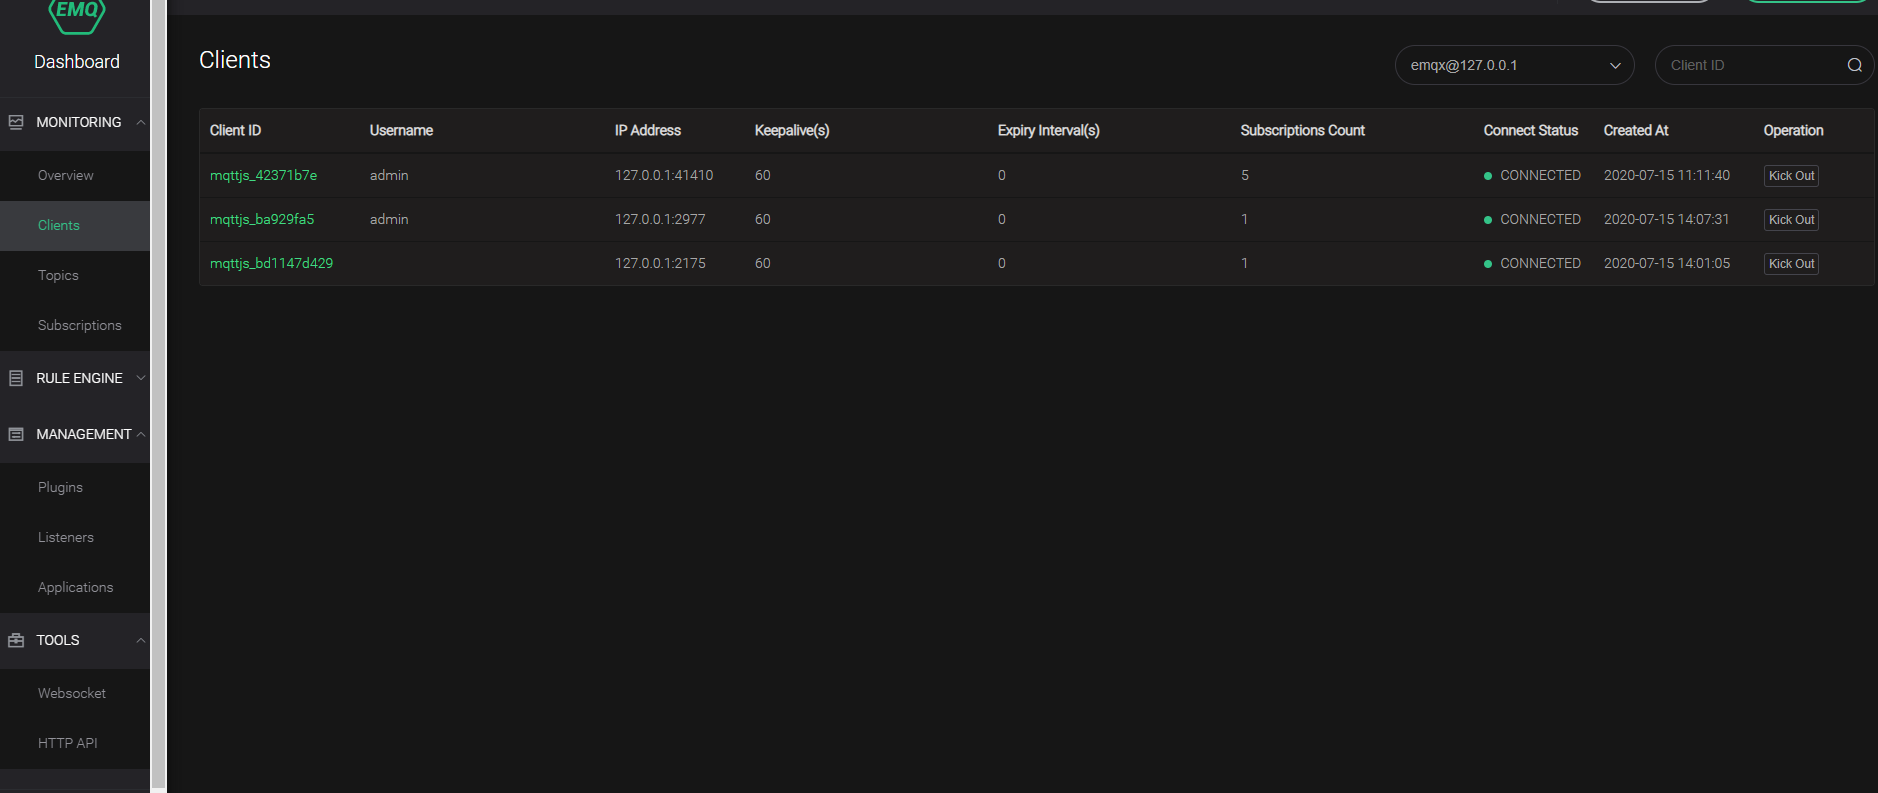 EMQ
Dashboard
MONITORING
Overview
Clients
Topics
Subscriptions
RULE ENGINE
MANAGEMENT
Plugins
Listeners
Applications
TOOLS
Websocket
HTTP API
Clients
emqx@127.0.0.1
Client ID
Client ID Username IP Address Keepalive(s) Expiry Interval(s) Subscriptions Count Connect Status Created At Operation
mqttjs_42371b7e admin 127.0.0.1:41410 60 0 5 CONNECTED 2020-07-15 11:11:40 Kick Out
mqttjs_ba929fa5 admin 127.0.0.1:2977 60 0 1 CONNECTED 2020-07-15 14:07:31 Kick Out
mqttjs_bd1147d429 127.0.0.1:2175 60 0 1 CONNECTED 2020-07-15 14:01:05 Kick Out